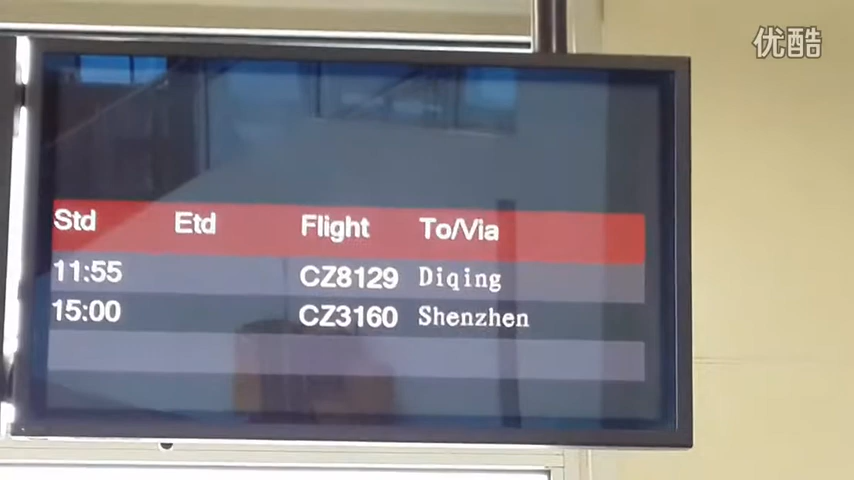 优酷
Std Etd Flight To/Via
11:55 CZ8129 Diqing
15:00 CZ3160 Shenzhen